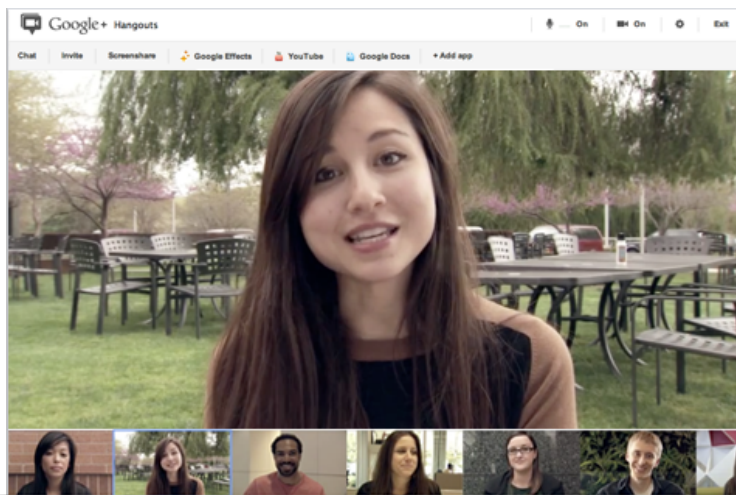 Google+ Hangouts
On
On
Exit
Chat
Invite
Screenshare
Google Effects
YouTube
Google Docs
+ Add app